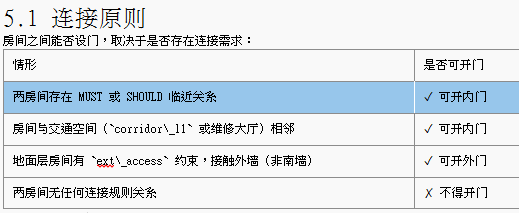 5.1 连接原则
房间之间能否设门，取决于是否存在连接需求：
情形 是否可开门
两房间存在 MUST 或 SHOULD 临近关系 ✓ 可开内门
房间与交通空间（`corridor\_l1` 或维修大厅）相邻 ✓ 可开内门
地面层房间有 `ext\_access` 约束，接触外墙（非南墙） ✓ 可开外门
两房间无任何连接规则关系 ✗ 不得开门